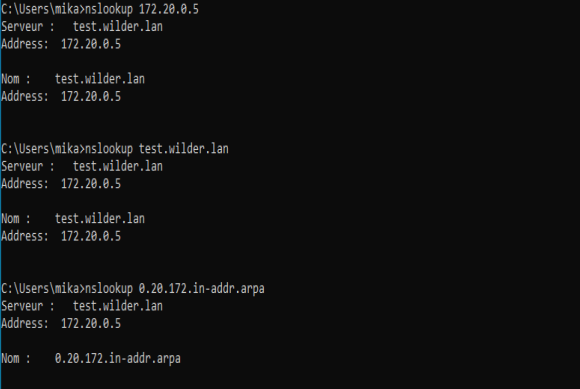 C:\Users\mika>nslookup 172.20.0.5
Serveur :   test.wilder.lan
Address:  172.20.0.5
Nom :    test.wilder.lan
Address:  172.20.0.5
C:\Users\mika>nslookup test.wilder.lan
Serveur :   test.wilder.lan
Address:  172.20.0.5
Nom :    test.wilder.lan
Address:  172.20.0.5
C:\Users\mika>nslookup 0.20.172.in-addr.arpa
Serveur :   test.wilder.lan
Address:  172.20.0.5
Nom :    0.20.172.in-addr.arpa